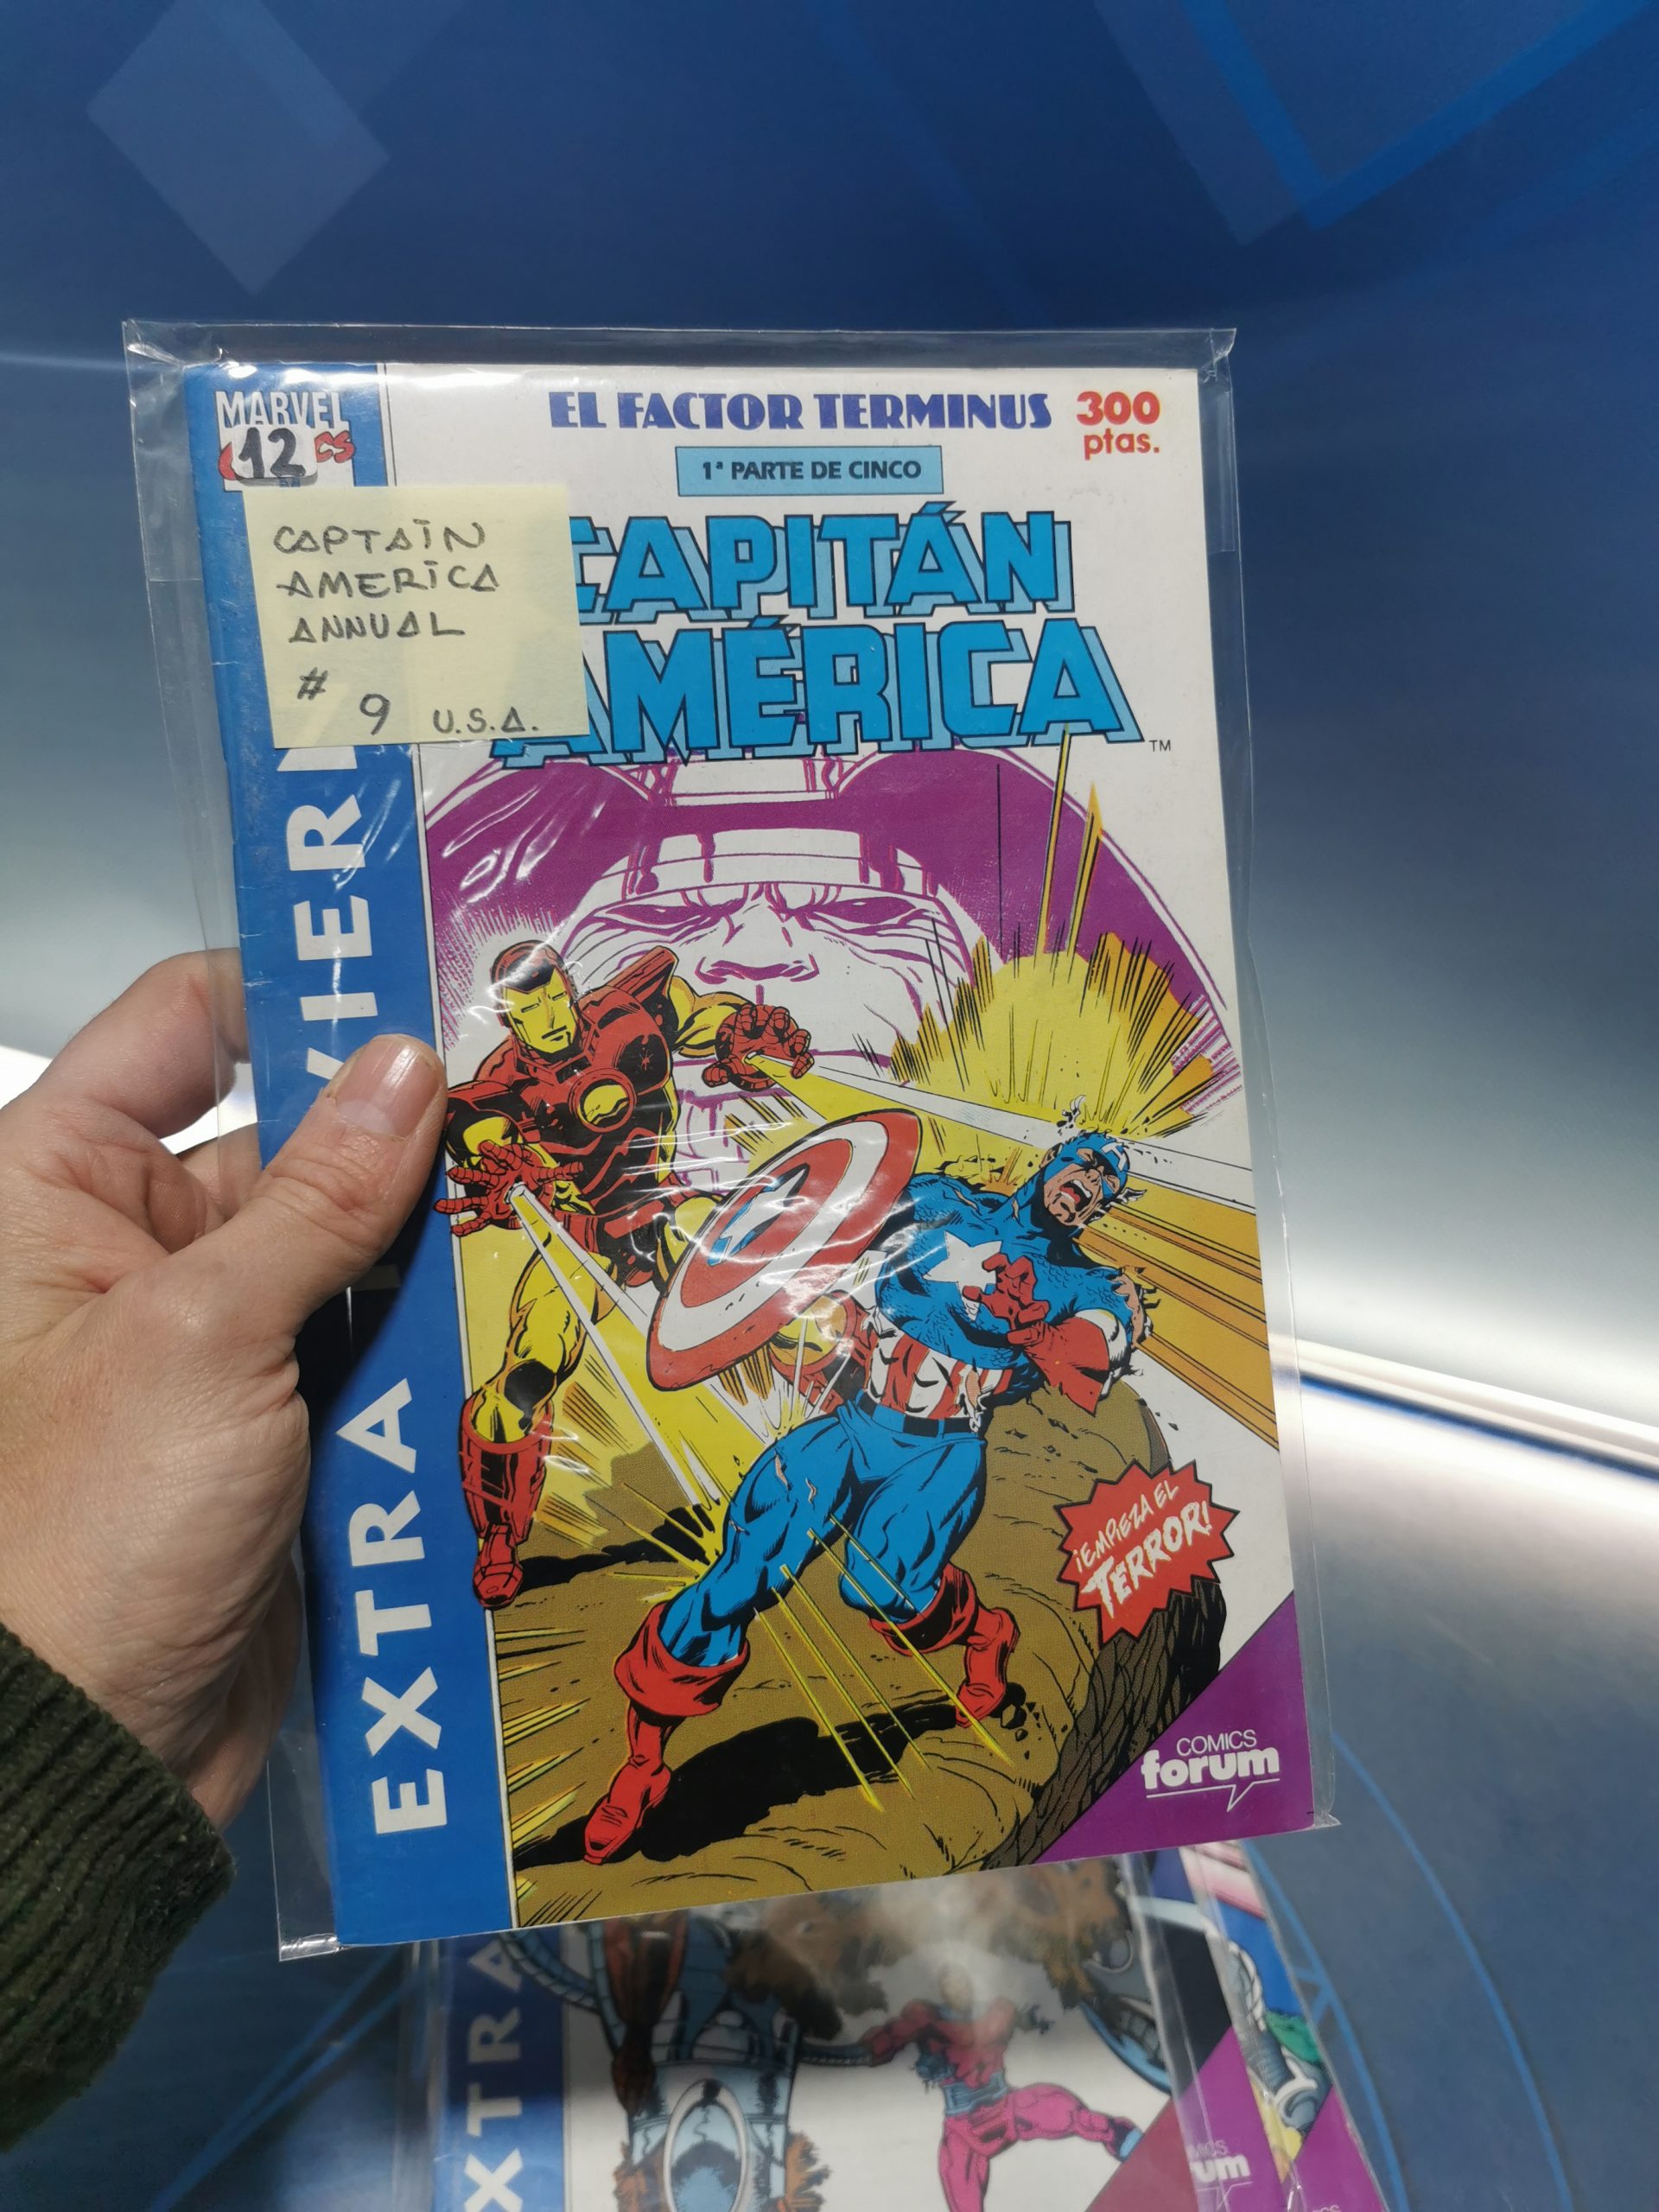 MARVEL
12
EL FACTOR TERMINUS
300
ptas.
1ª PARTE DE CINCO
CAPTAIN
AMERICA
ANNUAL
#
9 U.S.A.
CAPITÁN
AMÉRICA
TM
EXTRA
¡EMPIEZA EL
TERROR!
COMICS
forum